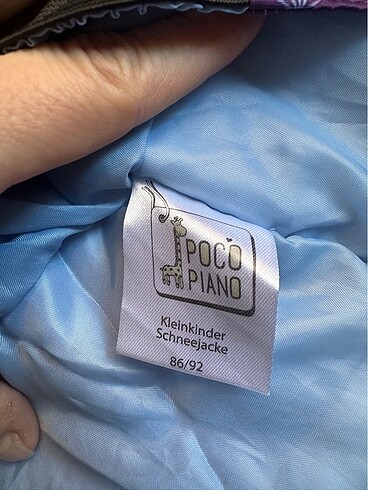 POCO
PIANO
Kleinkinder
Schneejacke
86/92